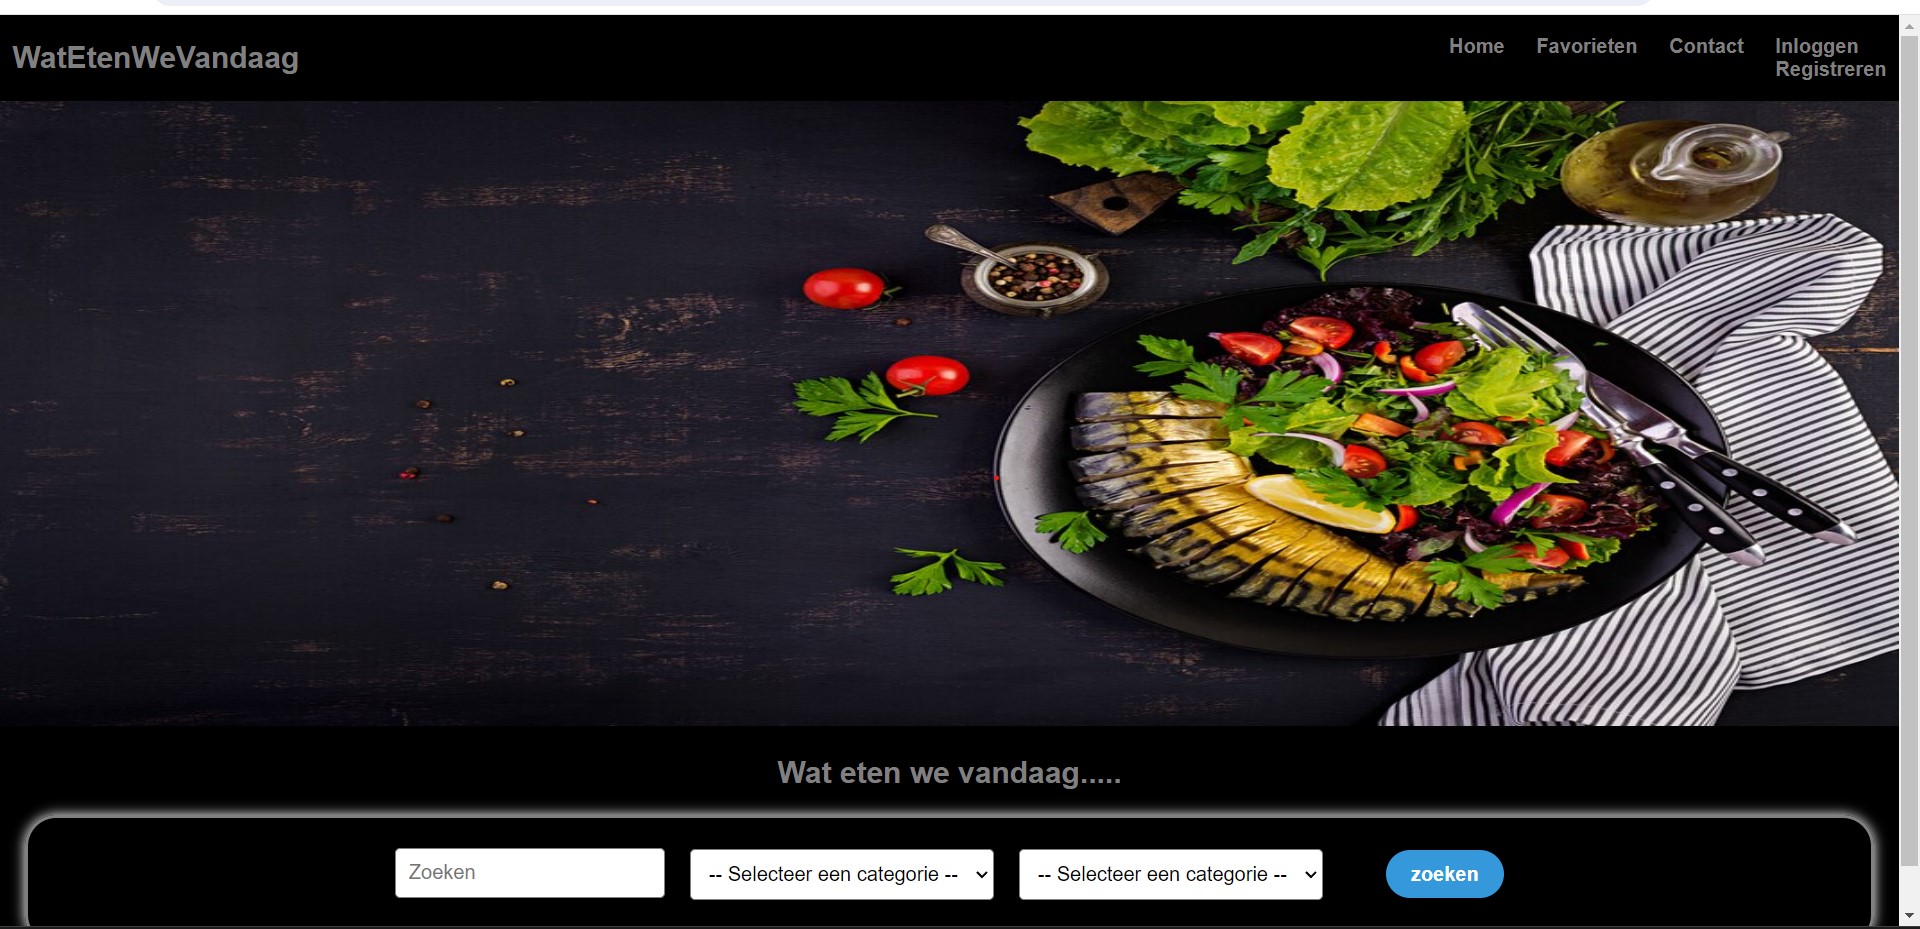 WatEtenWeVandaag
Home Favorieten Contact Inloggen
Registreren
Wat eten we vandaag.....
Zoeken -- Selecteer een categorie -- -- Selecteer een categorie -- zoeken